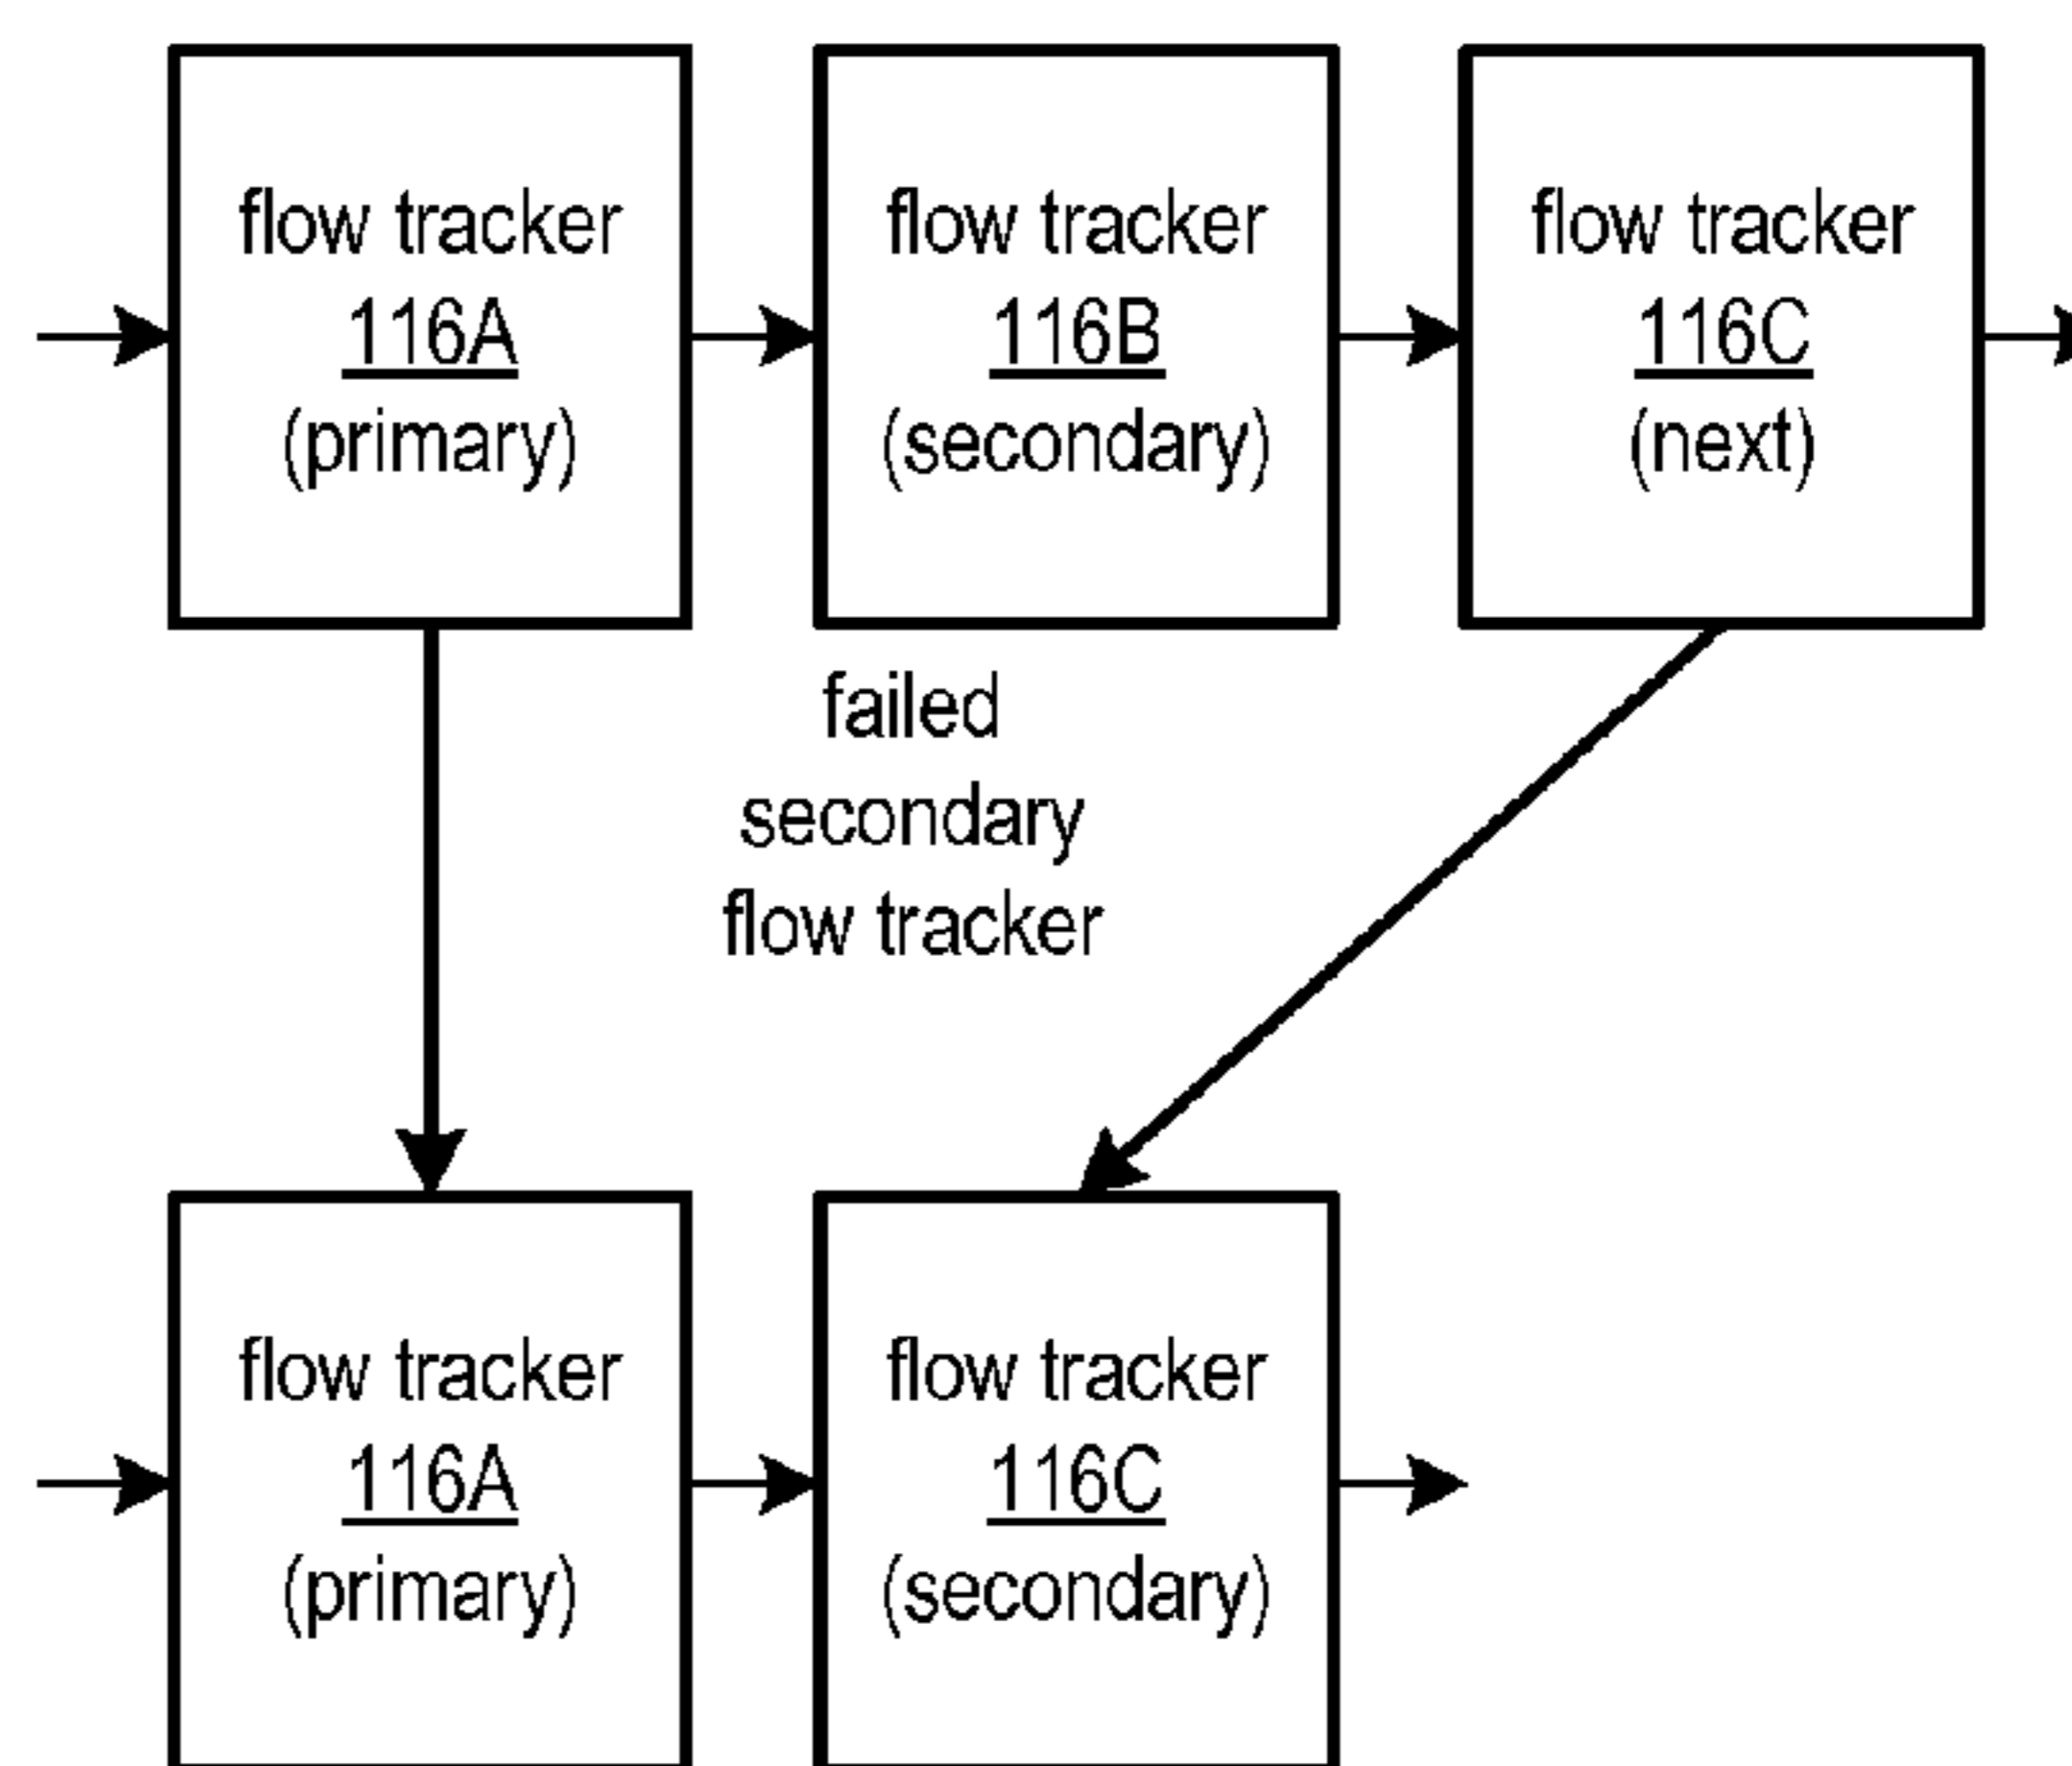 flow tracker
116A
(primary)
flow tracker
116B
(secondary)
flow tracker
116C
(next)
failed
secondary
flow tracker
flow tracker
116A
(primary)
flow tracker
116C
(secondary)